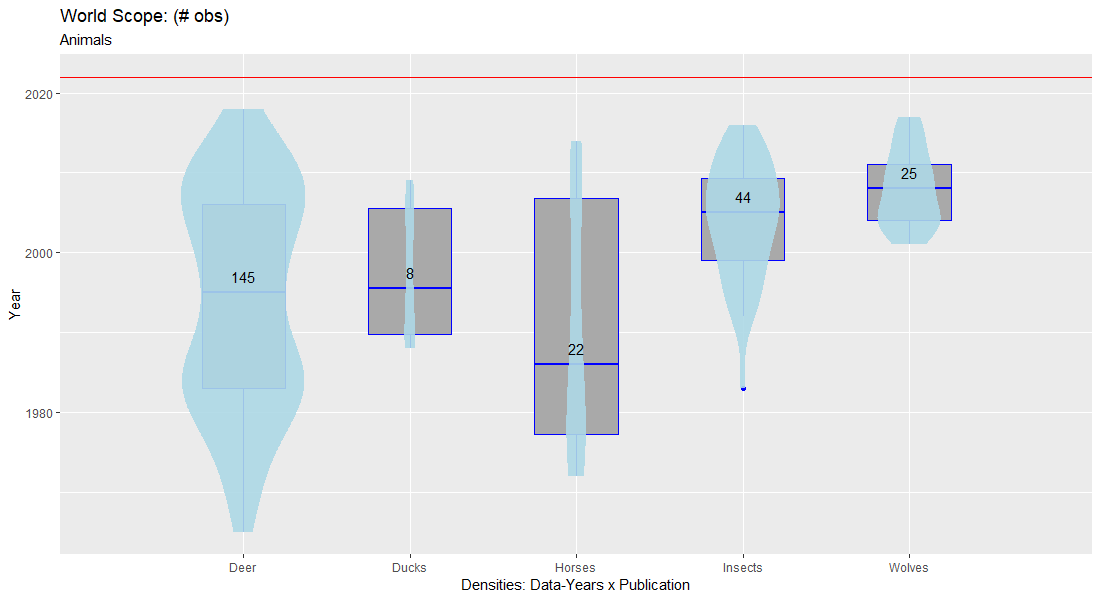 World Scope: (# obs)
Animals
2020
2000
1980
Year
145
8
22
44
25
Deer
Ducks
Horses
Insects
Wolves
Densities: Data-Years x Publication